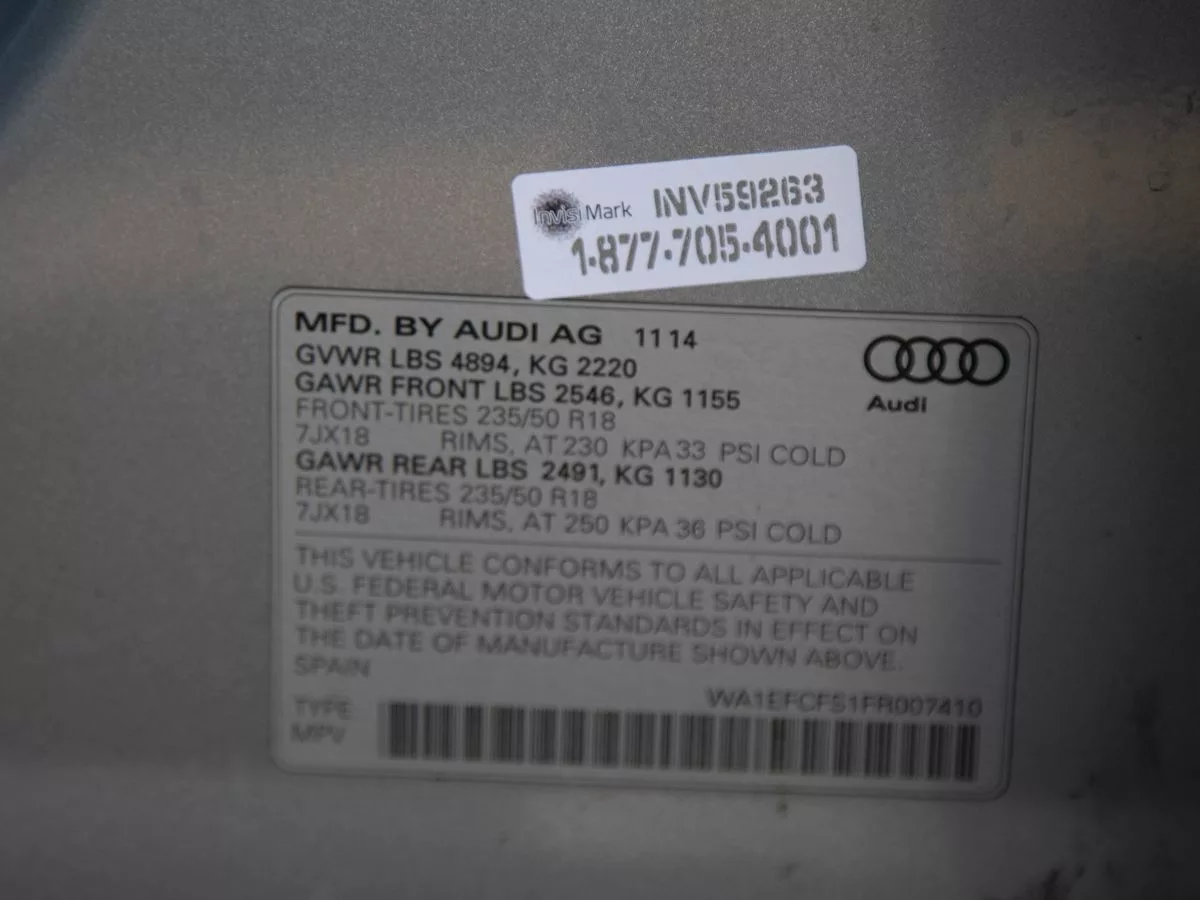 Invisi Mark INV59263
1-877-705-4001
MFD. BY AUDI AG 11 14
GVWR LBS 4894, KG 2220
GAWR FRONT LBS 2546, KG 1155
FRONT-TIRES 235/50 R18
7JX18 RIMS, AT 230 KPA 33 PSI COLD
GAWR REAR LBS 2491, KG 1130
REAR-TIRES 235/50 R18
7JX18 RIMS, AT 250 KPA 36 PSI COLD
Audi
THIS VEHICLE CONFORMS TO ALL APPLICABLE
U.S. FEDERAL MOTOR VEHICLE SAFETY AND
THEFT PREVENTION STANDARDS IN EFFECT ON
THE DATE OF MANUFACTURE SHOWN ABOVE.
SPAIN
WA1EFCFS1FR007410
TYPE
MPV